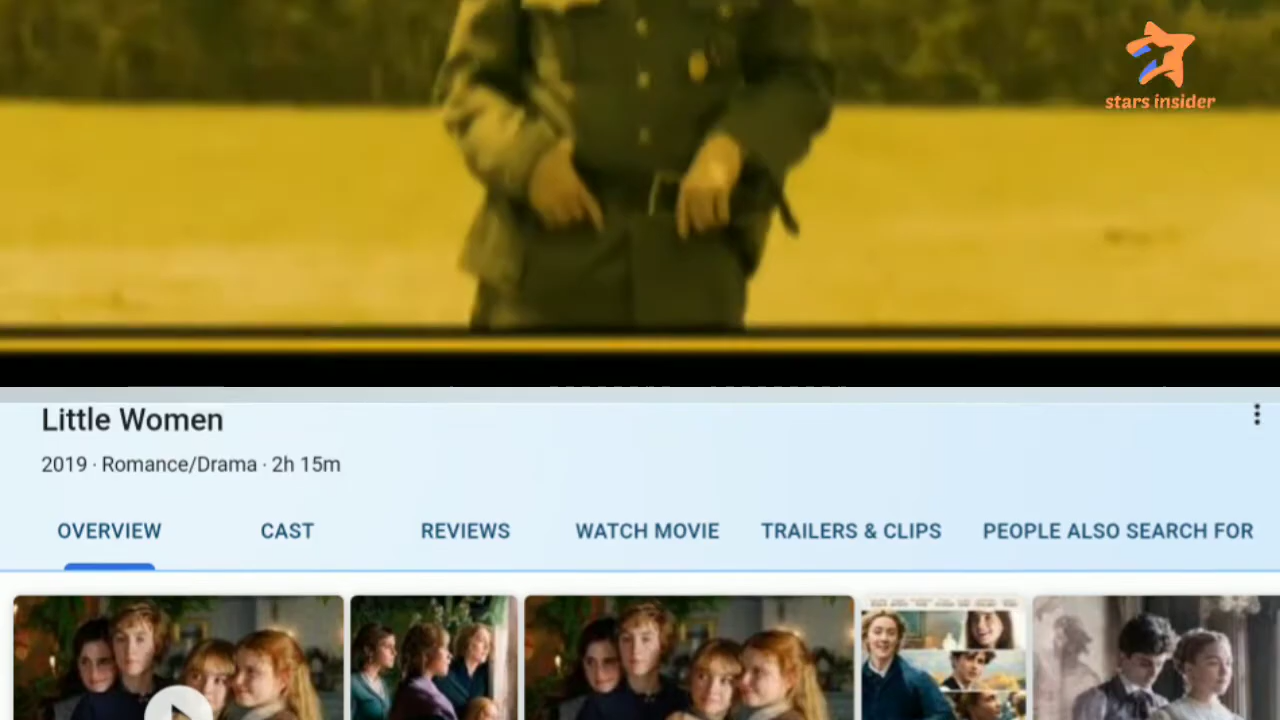 stars insider
Little Women
2019 · Romance/Drama · 2h 15m
OVERVIEW CAST REVIEWS WATCH MOVIE TRAILERS & CLIPS PEOPLE ALSO SEARCH FOR